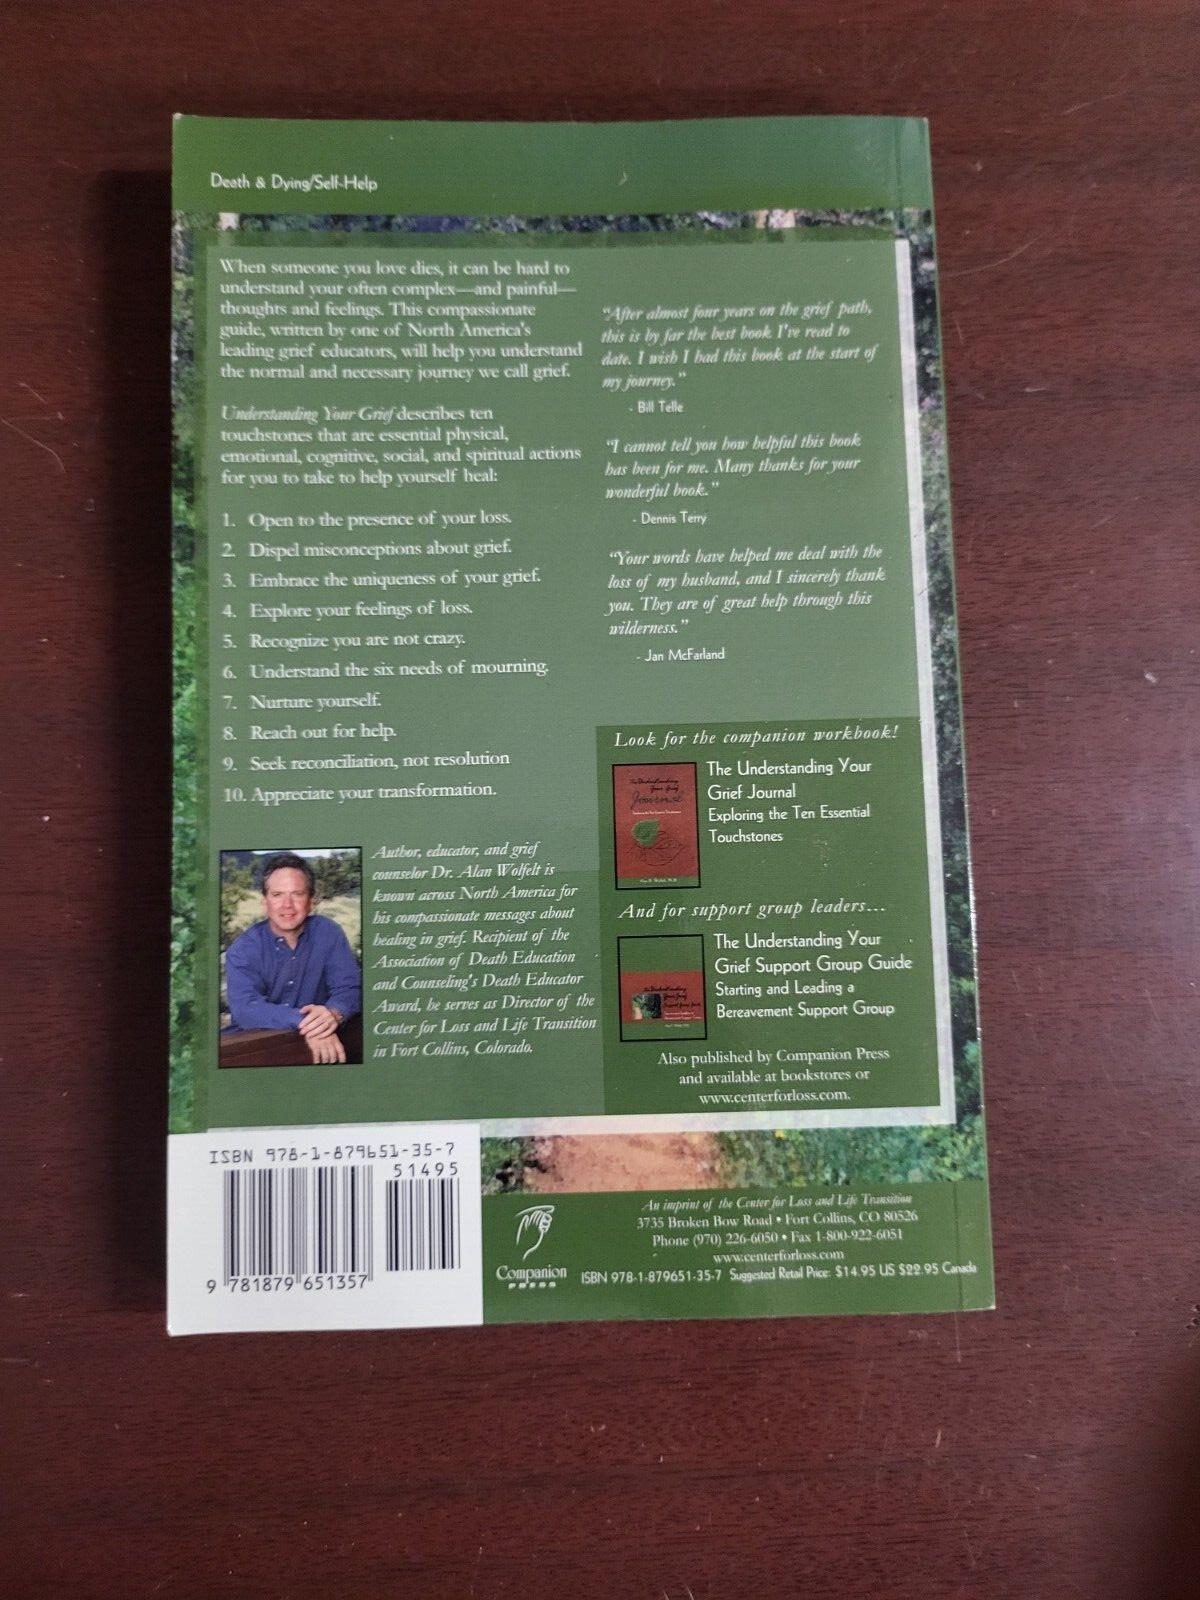 Death & Dying/Self-Help
When someone you love dies, it can be hard to
understand your often complex—and painful—
thoughts and feelings. This compassionate
guide, written by one of North America's
leading grief educators, will help you understand
the normal and necessary journey we call grief.
Understanding Your Grief describes ten
touchstones that are essential physical,
emotional, cognitive, social, and spiritual actions
for you to take to help yourself heal:
1. Open to the presence of your loss.
2. Dispel misconceptions about grief.
3. Embrace the uniqueness of your grief.
4. Explore your feelings of loss.
5. Recognize you are not crazy.
6. Understand the six needs of mourning.
7. Nurture yourself.
8. Reach out for help.
9. Seek reconciliation, not resolution
10. Appreciate your transformation.
Author, educator, and grief
counselor Dr. Alan Wolfelt is
known across North America for
his compassionate messages about
healing in grief. Recipient of the
Association of Death Education
and Counseling's Death Educator
Award, he serves as Director of the
Center for Loss and Life Transition
in Fort Collins, Colorado.
"After almost four years on the grief path,
this is by far the best book I've read to
date. I wish I had this book at the start of
my journey."
- Bill Telle
"I cannot tell you how helpful this book
has been for me. Many thanks for your
wonderful book."
- Dennis Terry
"Your words have helped me deal with the
loss of my husband, and I sincerely thank
you. They are of great help through this
wilderness."
- Jan McFarland
Look for the companion workbook!
The Understanding Your
Grief Journal
Exploring the Ten Essential
Touchstones
The Understanding
Your Grief
Journal
And for support group leaders...
The Understanding Your
Grief Support Group Guide
Starting and Leading a
Bereavement Support Group
Also published by Companion Press
and available at bookstores or
www.centerforloss.com.
ISBN 978-1-879651-35-7
51495
9 781879 651357
Companion
PRESS
An imprint of the Center for Loss and Life Transition
3735 Broken Bow Road • Fort Collins, CO 80526
Phone (970) 226-6050 • Fax 1-800-922-6051
www.centerforloss.com
ISBN 978-1-879651-35-7 Suggested Retail Price: $14.95 US $22.95 Canada